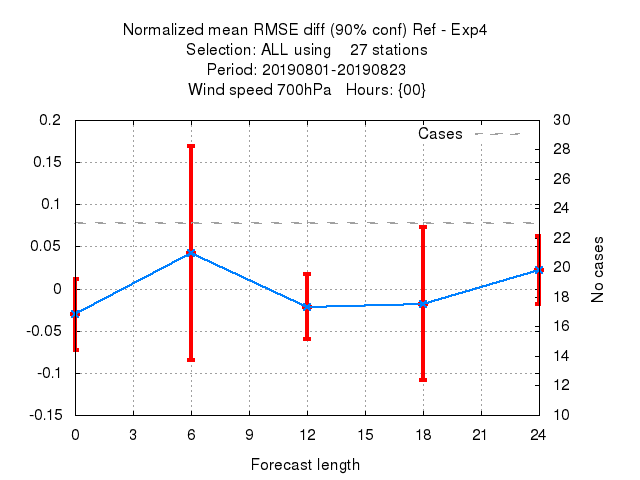 Normalized mean RMSE diff (90% conf) Ref - Exp4
Selection: ALL using    27 stations
Period: 20190801-20190823
Wind speed 700hPa   Hours: {00}
Cases
0.2
0.15
0.1
0.05
0
-0.05
-0.1
-0.15
30
28
26
24
22
20
18
16
14
12
10
No cases
0 3 6 9 12 15 18 21 24
Forecast length